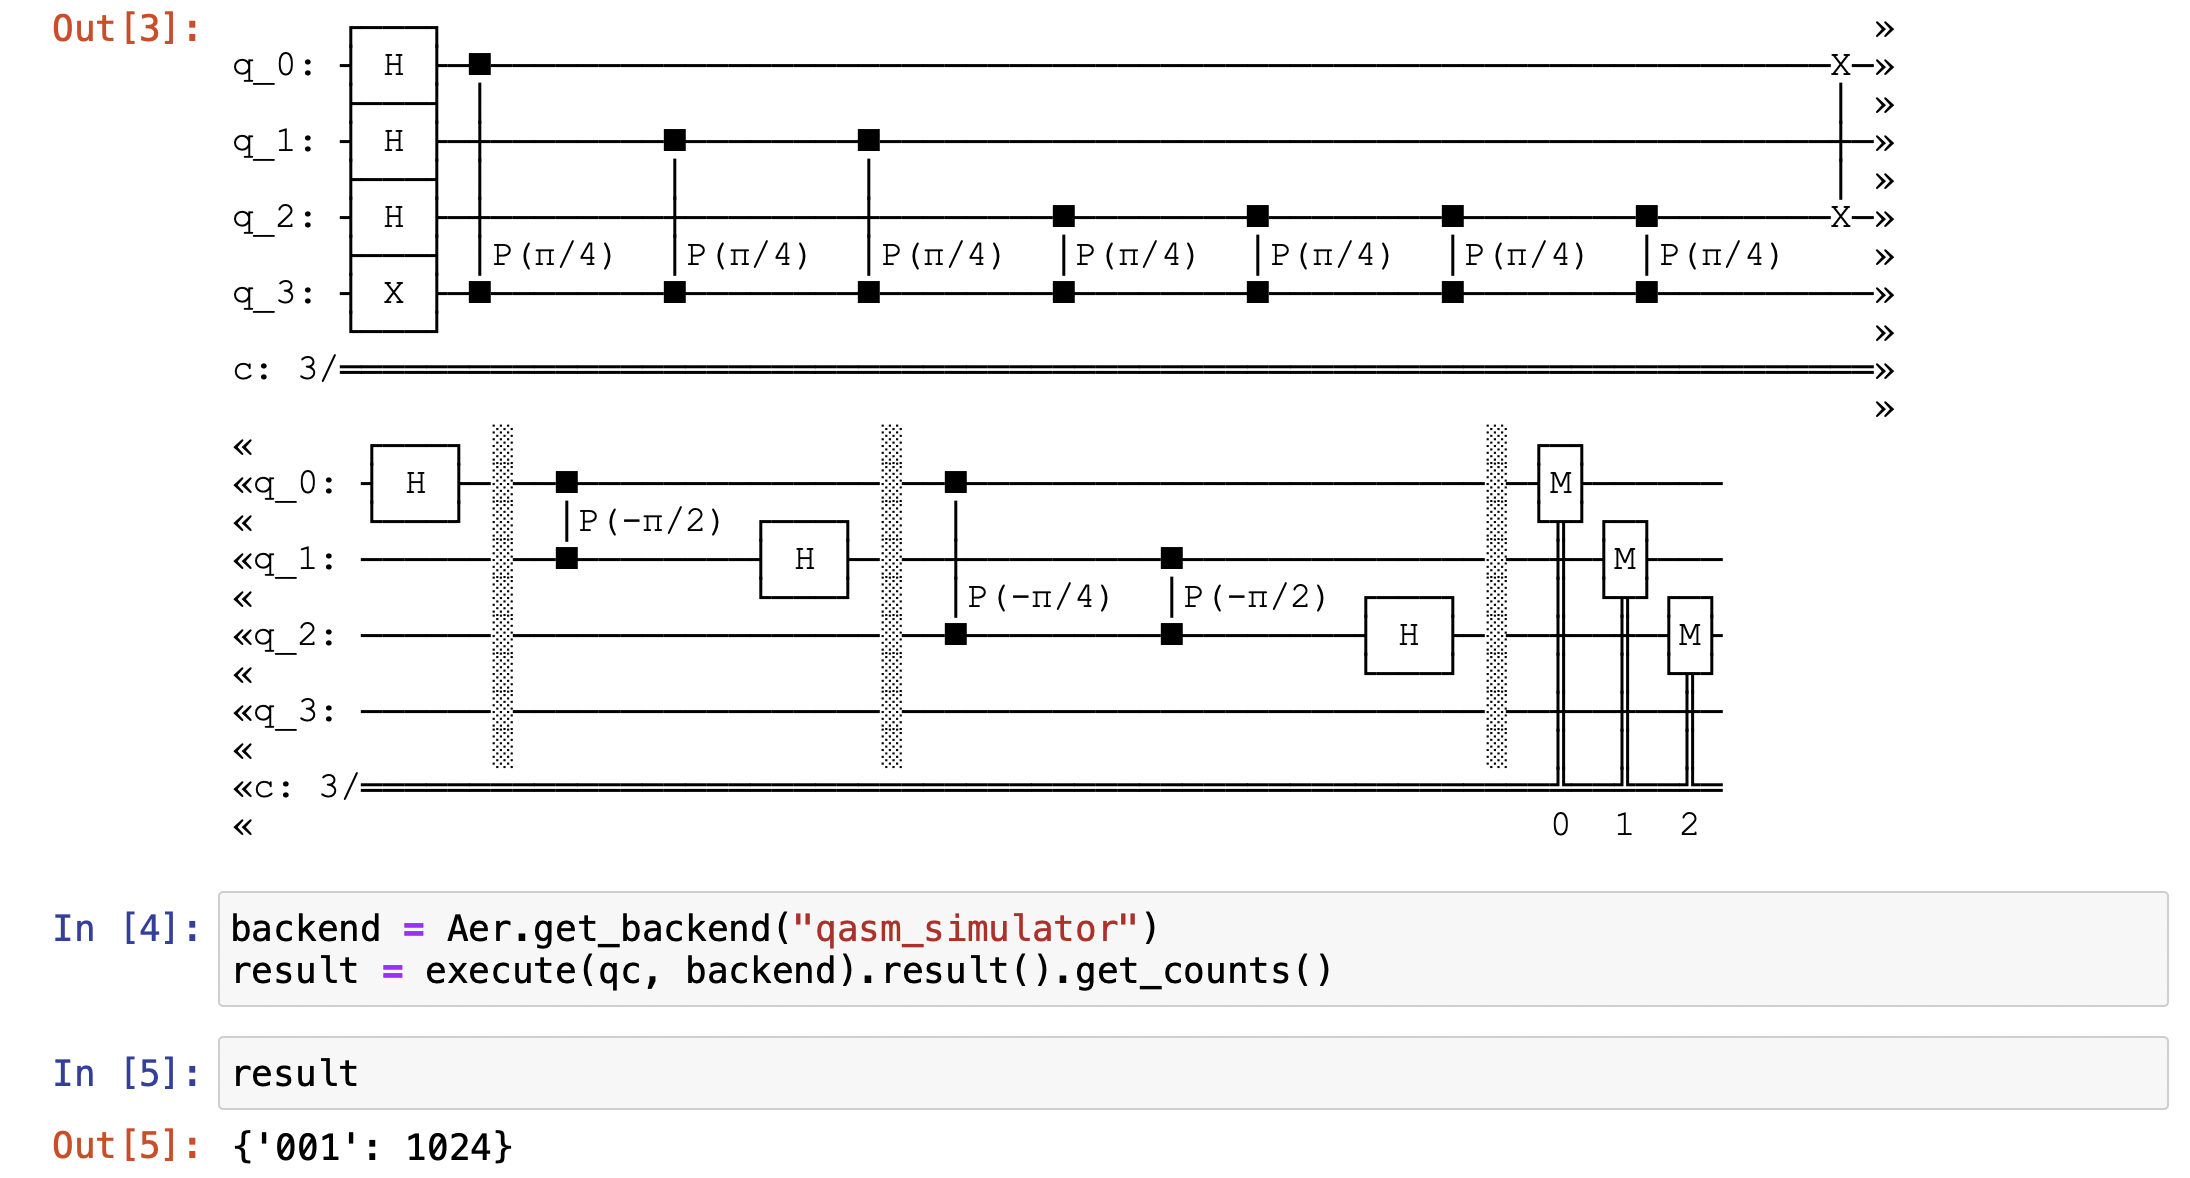 Out[3]:
»
q_0: H X »
»
q_1: H »
»
q_2: H X »
P(π/4) P(π/4) P(π/4) P(π/4) P(π/4) P(π/4) P(π/4) »
q_3: X »
»
c: 3/ »
»
«
«q_0: H M
« P(-π/2)
«q_1: H M
« P(-π/4) P(-π/2)
«q_2: H M
«
«q_3:
«
«c: 3/
« 0 1 2
In [4]: backend = Aer.get_backend("qasm_simulator")
result = execute(qc, backend).result().get_counts()
In [5]: result
Out[5]: {'001': 1024}